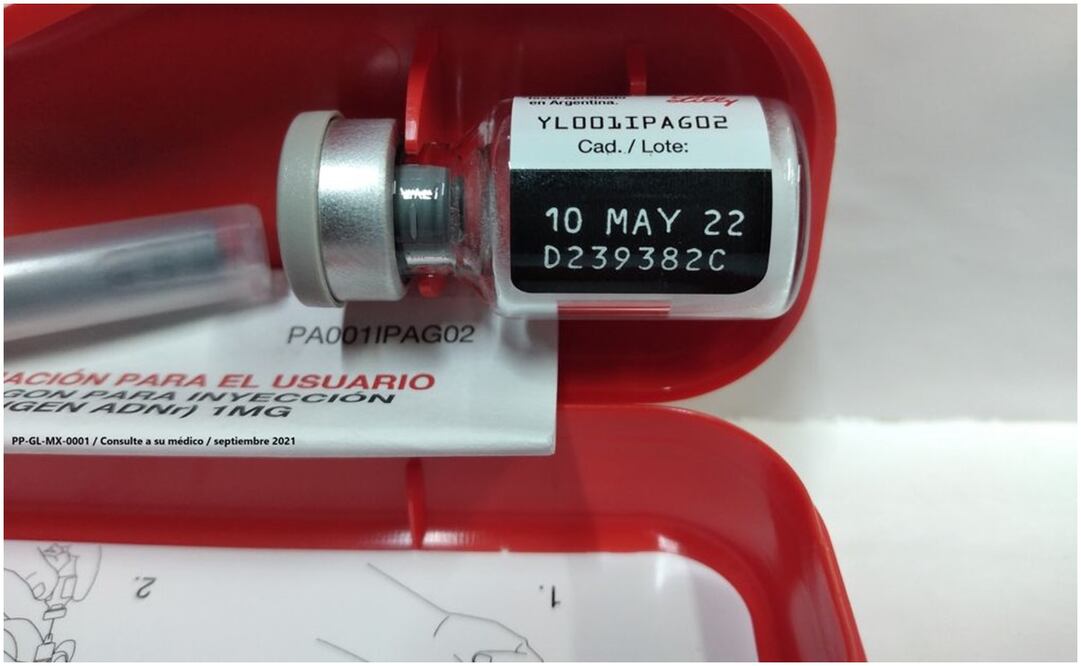 en Argentina.
Lilly
YL001IPAG02
Cad. / Lote:
10 MAY 22
D239382C
PA001IPAG02
ACIÓN PARA EL USUARIO
GON PARA INYECCIÓN
GEN ADNr) 1MG
PP-GL-MX-0001 / Consulte a su médico / septiembre 2021
2.
1.